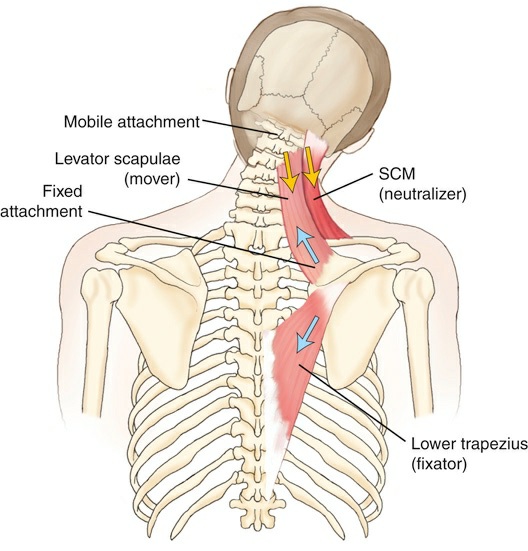 Mobile attachment
Levator scapulae
(mover)
Fixed
attachment
SCM
(neutralizer)
Lower trapezius
(fixator)